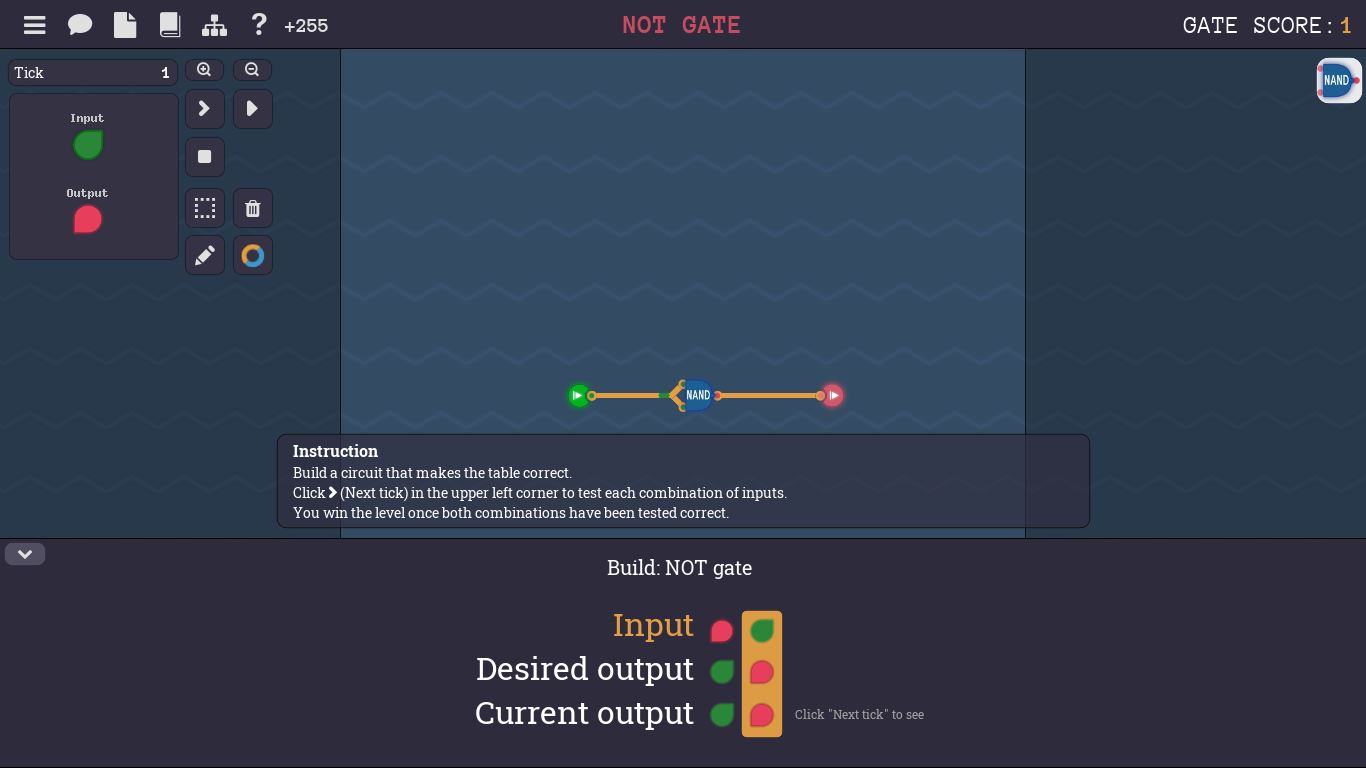 +255
NOT GATE
GATE SCORE: 1
Tick 1
Input
Output
NAND
NAND
Instruction
Build a circuit that makes the table correct.
Click (Next tick) in the upper left corner to test each combination of inputs.
You win the level once both combinations have been tested correct.
Build: NOT gate
Input
Desired output
Current output
Click "Next tick" to see